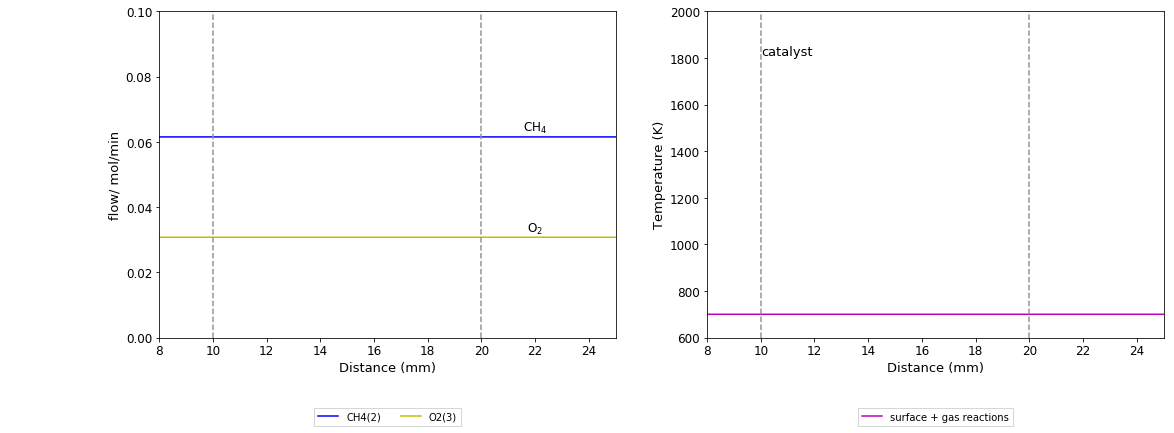 0.10
0.08
0.06
0.04
0.02
0.00
flow/ mol/min
CH₄
O₂
8 10 12 14 16 18 20 22 24
Distance (mm)
CH4(2) O2(3)
2000
1800
1600
1400
1200
1000
800
600
Temperature (K)
catalyst
8 10 12 14 16 18 20 22 24
Distance (mm)
surface + gas reactions